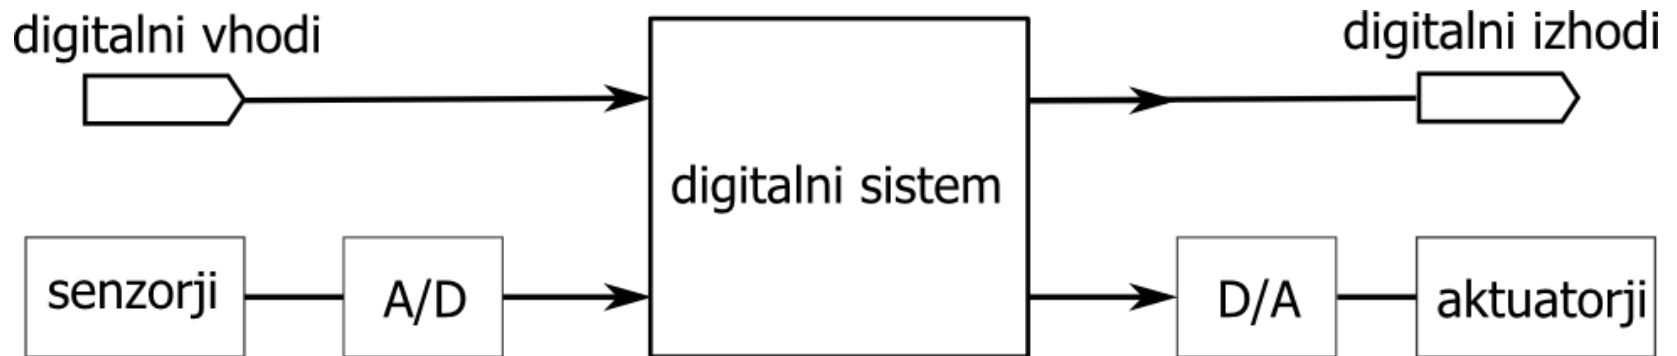 digitalni vhodi
digitalni izhodi
digitalni sistem
senzorji
A/D
D/A
aktuatorji